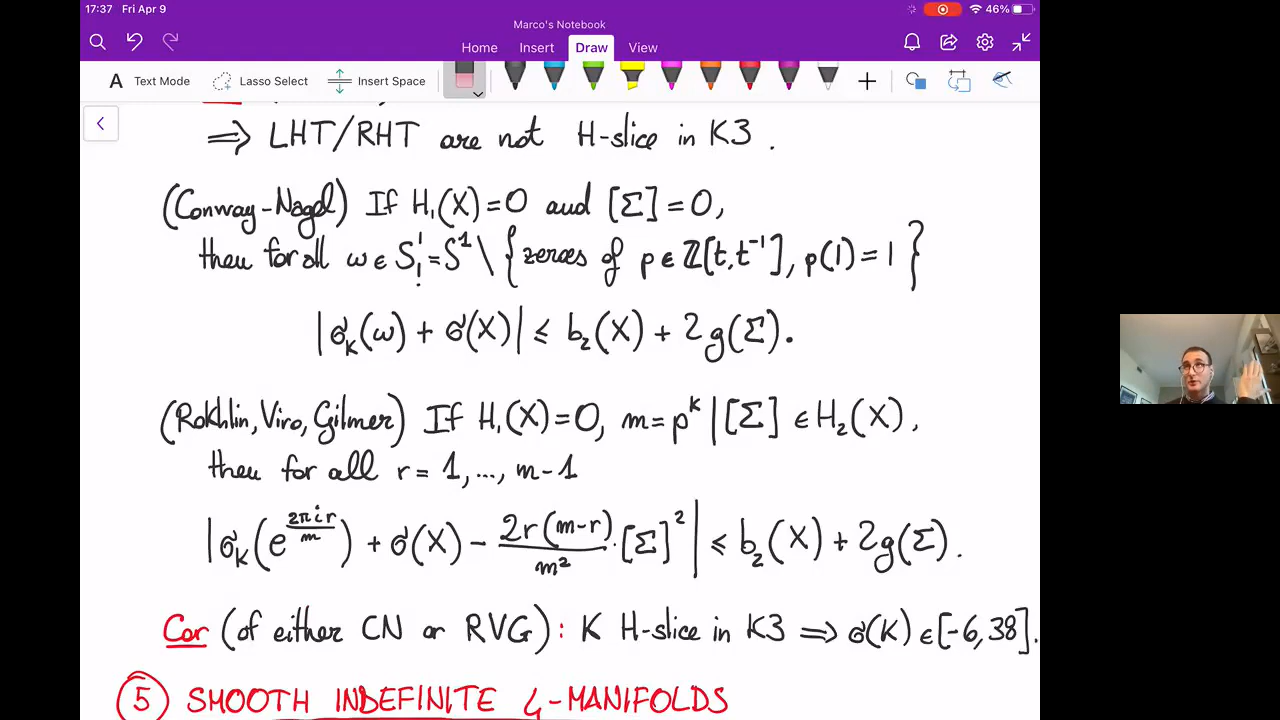 17:37 Fri Apr 9
46%
Marco's Notebook
Home Insert Draw View
A Text Mode Lasso Select Insert Space
⟹ LHT/RHT are not H-slice in K3.
(Conway-Nagel) If H₁(X)=0 and [Σ]=0,
then for all ω ∈ S¹! = S¹ \ {zeroes of p ∈ ℤ[t,t⁻¹], p(1)=1}
|σ_K(ω) + σ(X)| ≤ b₂(X) + 2g(Σ).
(Rokhlin, Viro, Gilmer) If H₁(X)=0, m=p^k | [Σ] ∈ H₂(X),
then for all r = 1, ..., m-1
|σ_K(e^{2πir/m}) + σ(X) - 2r(m-r)/m² · [Σ]²| ≤ b₂(X) + 2g(Σ).
Cor (of either CN or RVG): K H-slice in K3 ⟹ σ(K) ∈ [-6, 38].
⑤ SMOOTH INDEFINITE 4-MANIFOLDS